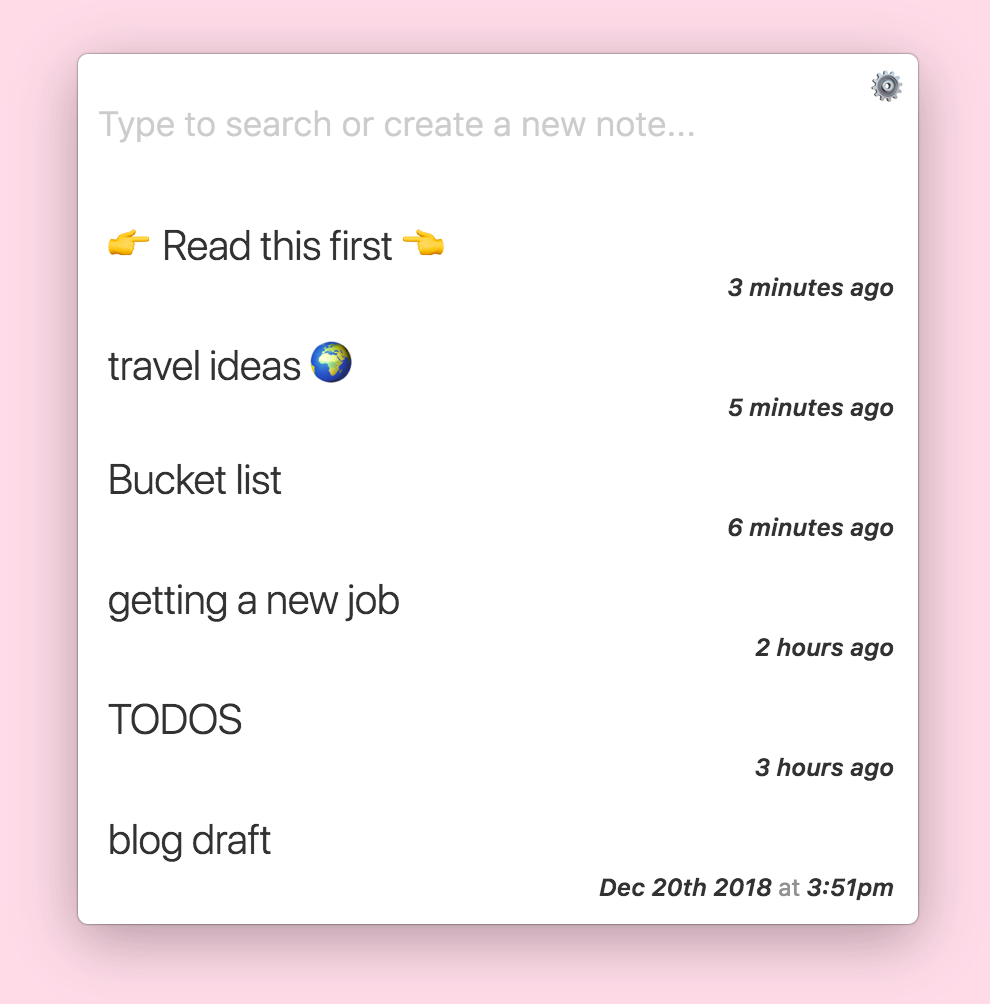 Type to search or create a new note...
👉 Read this first 👈
3 minutes ago
travel ideas 🌍
5 minutes ago
Bucket list
6 minutes ago
getting a new job
2 hours ago
TODOS
3 hours ago
blog draft
Dec 20th 2018 at 3:51pm